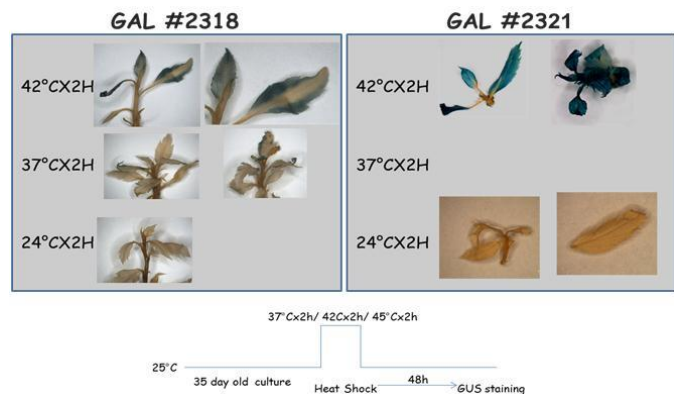 GAL #2318
GAL #2321
42°CX2H
42°CX2H
37°CX2H
37°CX2H
24°CX2H
24°CX2H
37°Cx2h/ 42Cx2h/ 45°Cx2h
25°C
35 day old culture
Heat Shock
48h
GUS staining